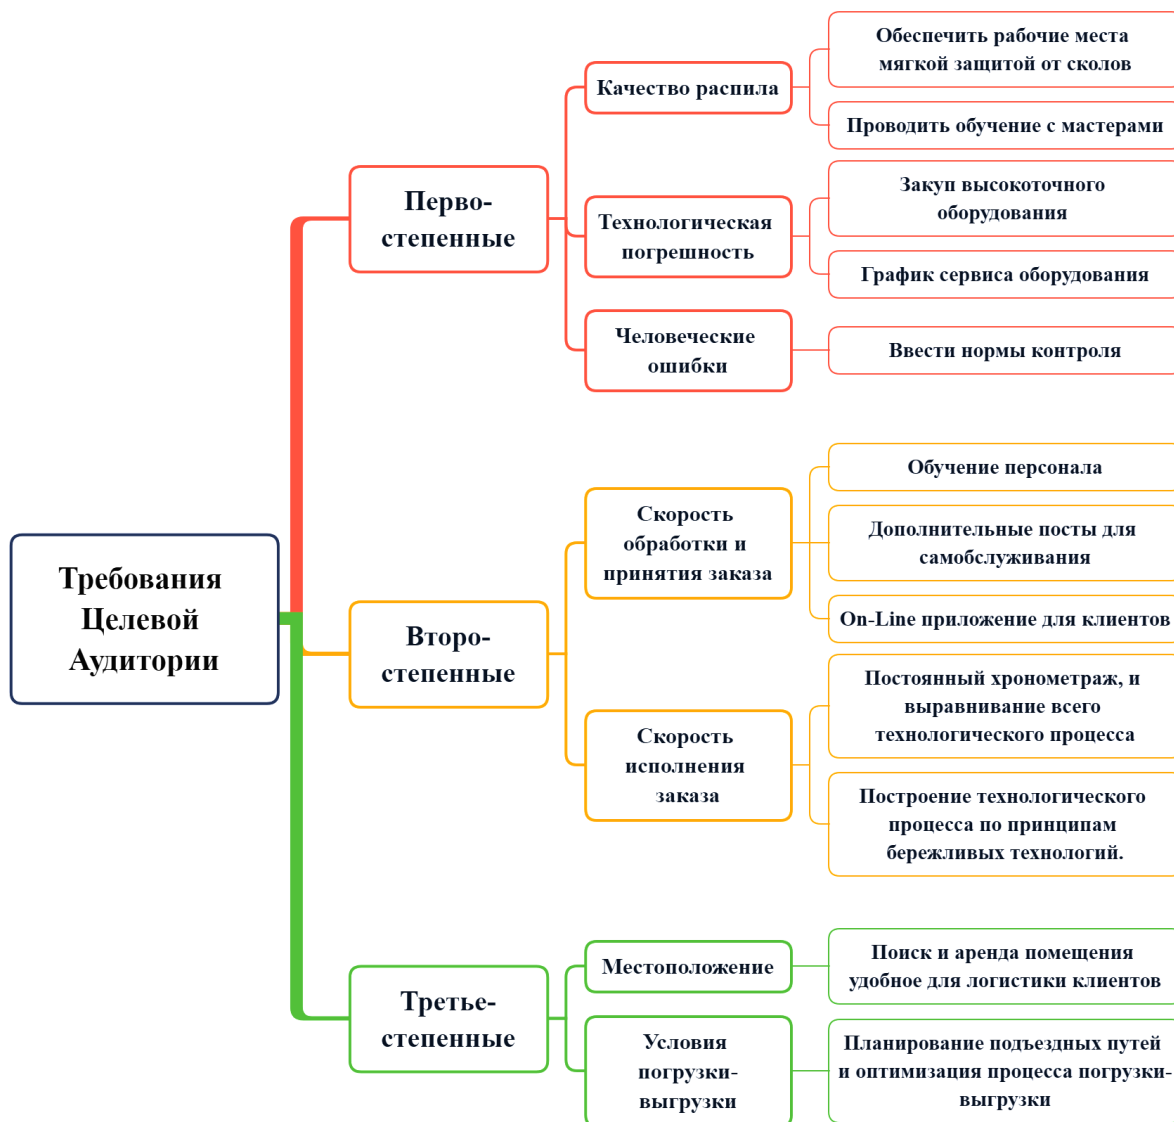 Требования
Целевой
Аудитории
Перво-
степенные
Качество распила
Обеспечить рабочие места
мягкой защитой от сколов
Проводить обучение с мастерами
Технологическая
погрешность
Закуп высокоточного
оборудования
График сервиса оборудования
Человеческие
ошибки
Ввести нормы контроля
Второ-
степенные
Скорость
обработки и
принятия заказа
Обучение персонала
Дополнительные посты для
самобслуживания
On-Line приложение для клиентов
Скорость
исполнения
заказа
Постоянный хронометраж, и
выравнивание всего
технологического процесса
Построение технологического
процесса по принципам
бережливых технологий.
Третье-
степенные
Местоположение
Поиск и аренда помещения
удобное для логистики клиентов
Условия
погрузки-
выгрузки
Планирование подъездных путей
и оптимизация процесса погрузки-
выгрузки